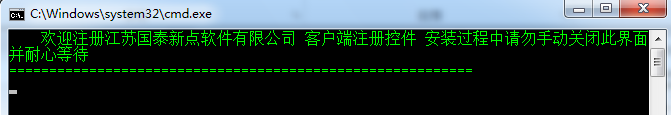 C:\Windows\system32\cmd.exe
欢迎注册江苏国泰新点软件有限公司 客户端注册控件 安装过程中请勿手动关闭此界面
并耐心等待
==========================================================